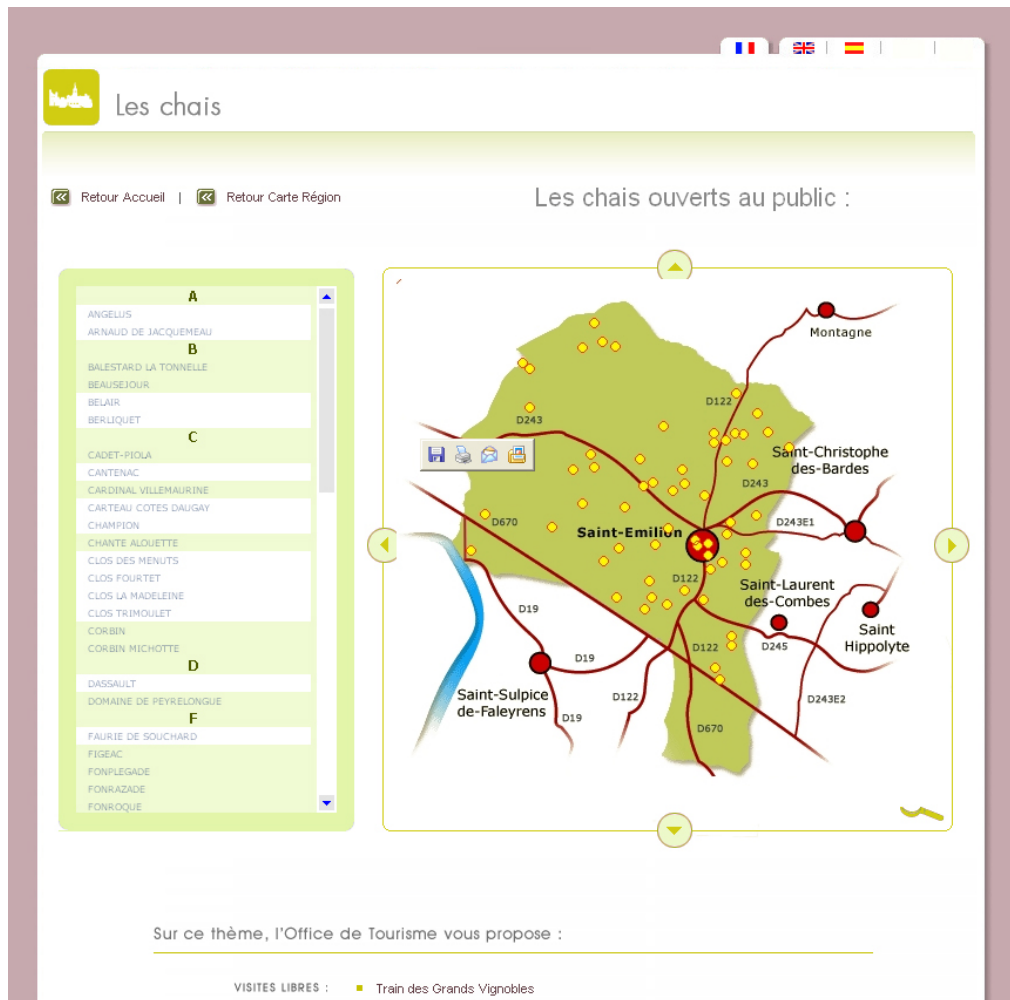 Les chais
Retour Accueil | Retour Carte Région
Les chais ouverts au public :
A
ANGELUS
ARNAUD DE JACQUEMEAU
B
BALESTARD LA TONNELLE
BEAUSEJOUR
BELAIR
BERLIQUET
C
CADET-PIOLA
CANTENAC
CARDINAL VILLEMAURINE
CARTEAU COTES DAUGAY
CHAMPION
CHANTE ALOUETTE
CLOS DES MENUTS
CLOS FOURTET
CLOS LA MADELEINE
CLOS TRIMOULET
CORBIN
CORBIN MICHOTTE
D
DASSAULT
DOMAINE DE PEYRELONGUE
F
FAURIE DE SOUCHARD
FIGEAC
FONPLEGADE
FONRAZADE
FONROQUE
Montagne
D122
D243
Saint-Christophe
des-Bardes
D243
D670
D243E1
Saint-Emilion
D122
Saint-Laurent
des-Combes
D19
Saint
Hippolyte
D122
D245
D19
Saint-Sulpice
de-Faleyrens
D122
D243E2
D19
D670
Sur ce thème, l'Office de Tourisme vous propose :
VISITES LIBRES :
Train des Grands Vignobles